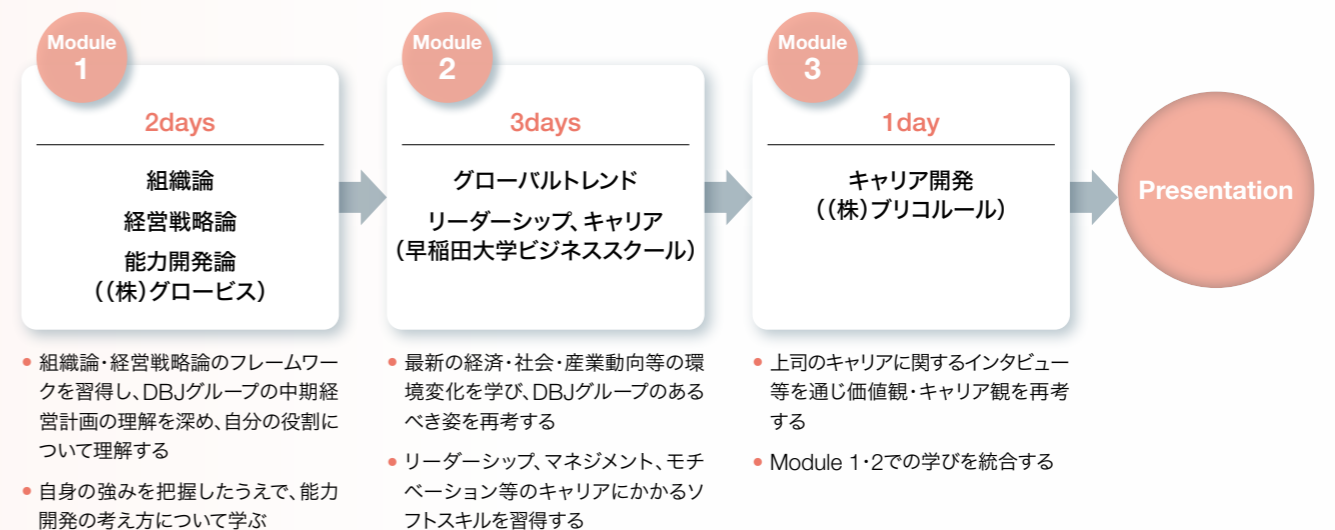 Module
1
2days
組織論
経営戦略論
能力開発論
((株)グロービス)
• 組織論・経営戦略論のフレームワー
クを習得し、DBJグループの中期経
営計画の理解を深め、自分の役割に
ついて理解する
• 自身の強みを把握したうえで、能力
開発の考え方について学ぶ
Module
2
3days
グローバルトレンド
リーダーシップ、キャリア
(早稲田大学ビジネススクール)
• 最新の経済・社会・産業動向等の環
境変化を学び、DBJグループのある
べき姿を再考する
• リーダーシップ、マネジメント、モチ
ベーション等のキャリアにかかるソ
フトスキルを習得する
Module
3
1day
キャリア開発
((株)ブリコルール)
• 上司のキャリアに関するインタビュー
等を通じ価値観・キャリア観を再考
する
• Module 1・2での学びを統合する
Presentation